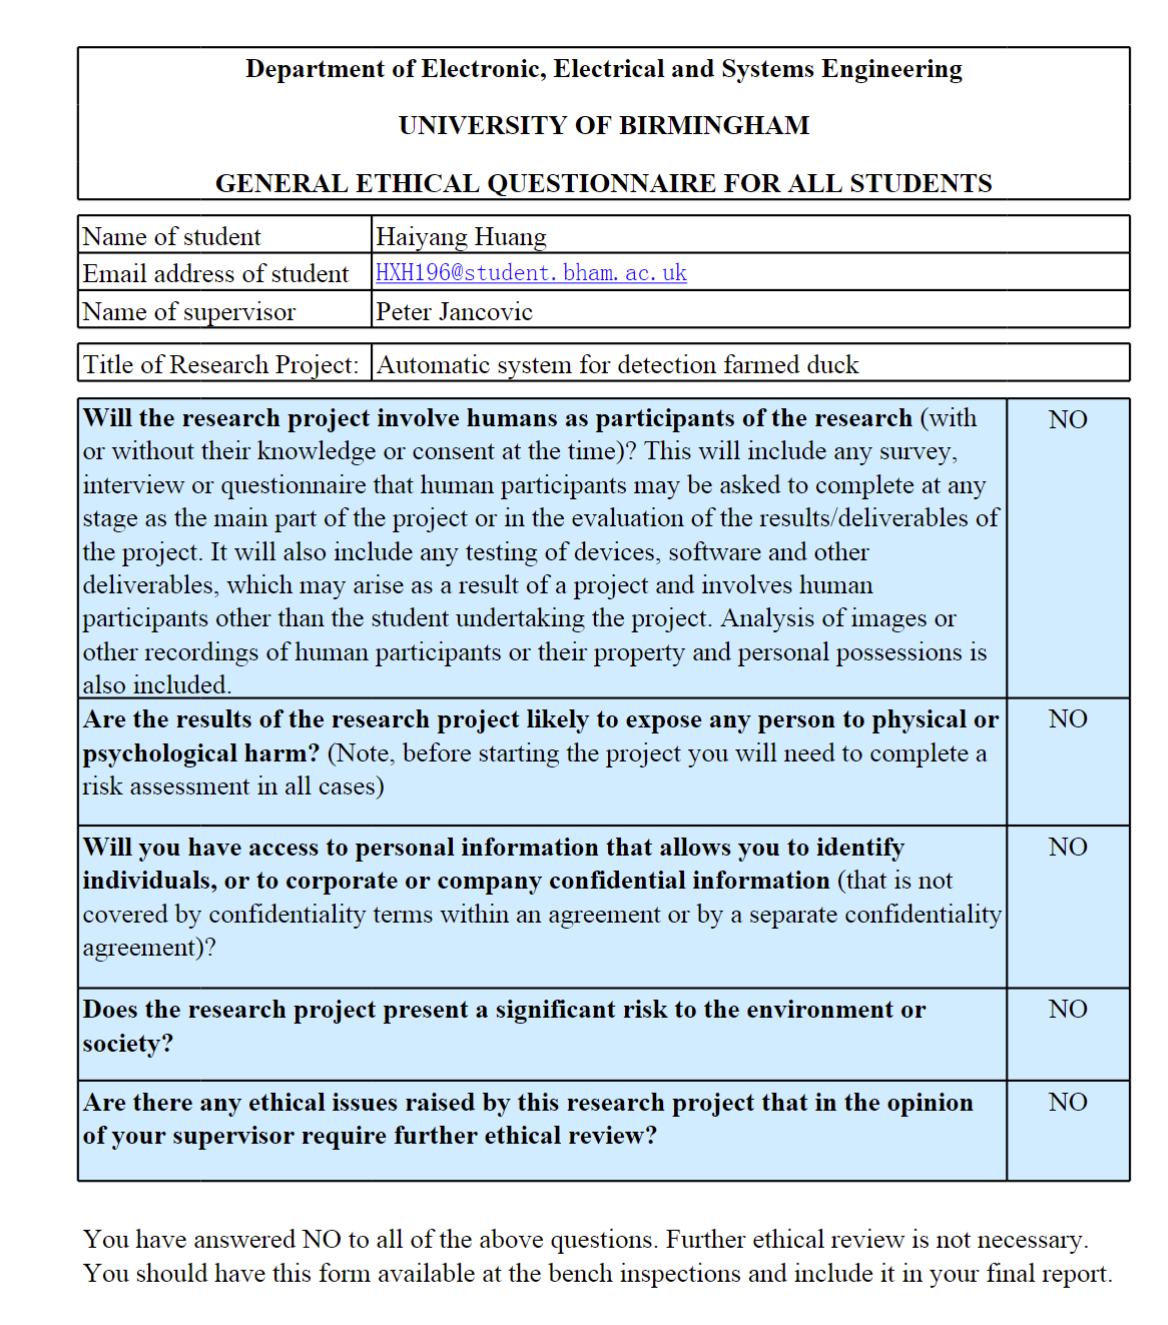 Department of Electronic, Electrical and Systems Engineering
UNIVERSITY OF BIRMINGHAM
GENERAL ETHICAL QUESTIONNAIRE FOR ALL STUDENTS
Name of student Haiyang Huang
Email address of student HXH196@student.bham.ac.uk
Name of supervisor Peter Jancovic
Title of Research Project: Automatic system for detection farmed duck
Will the research project involve humans as participants of the research (with NO
or without their knowledge or consent at the time)? This will include any survey,
interview or questionnaire that human participants may be asked to complete at any
stage as the main part of the project or in the evaluation of the results/deliverables of
the project. It will also include any testing of devices, software and other
deliverables, which may arise as a result of a project and involves human
participants other than the student undertaking the project. Analysis of images or
other recordings of human participants or their property and personal possessions is
also included.
Are the results of the research project likely to expose any person to physical or NO
psychological harm? (Note, before starting the project you will need to complete a
risk assessment in all cases)
Will you have access to personal information that allows you to identify NO
individuals, or to corporate or company confidential information (that is not
covered by confidentiality terms within an agreement or by a separate confidentiality
agreement)?
Does the research project present a significant risk to the environment or NO
society?
Are there any ethical issues raised by this research project that in the opinion NO
of your supervisor require further ethical review?
You have answered NO to all of the above questions. Further ethical review is not necessary.
You should have this form available at the bench inspections and include it in your final report.